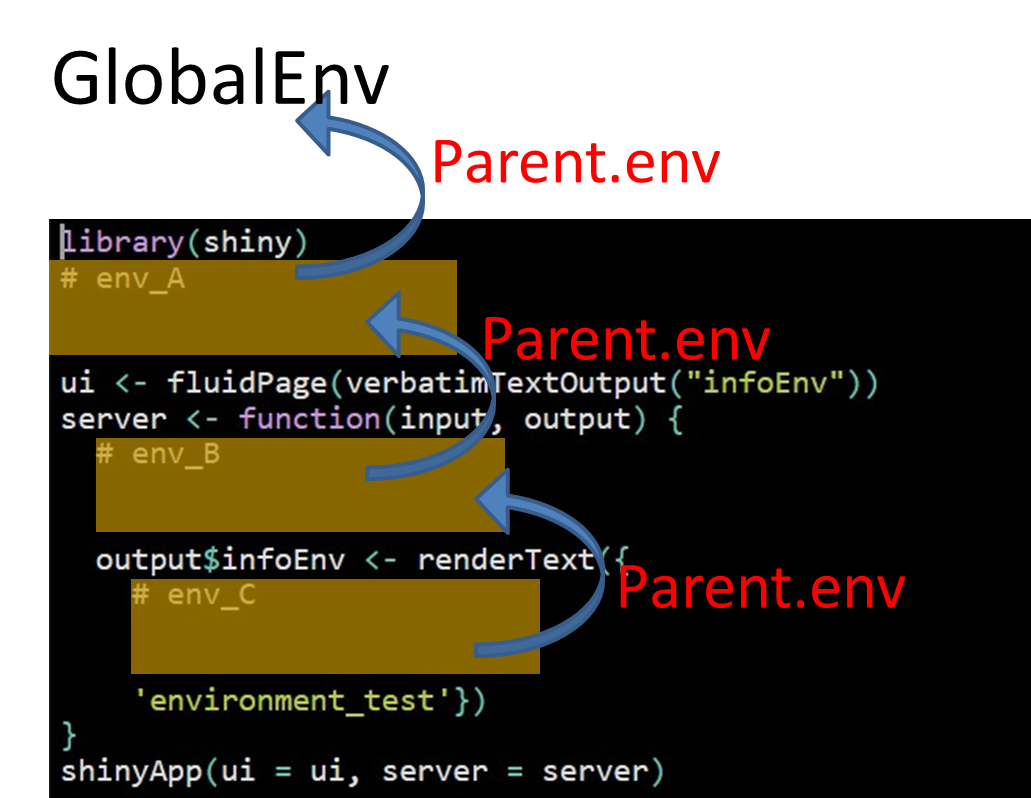 GlobalEnv
Parent.env
library(shiny)
# env_A
Parent.env
ui <- fluidPage(verbatimTextOutput("infoEnv"))
server <- function(input, output) {
# env_B
output$infoEnv <- renderText({
Parent.env
# env_C
'environment_test'})
}
shinyApp(ui = ui, server = server)